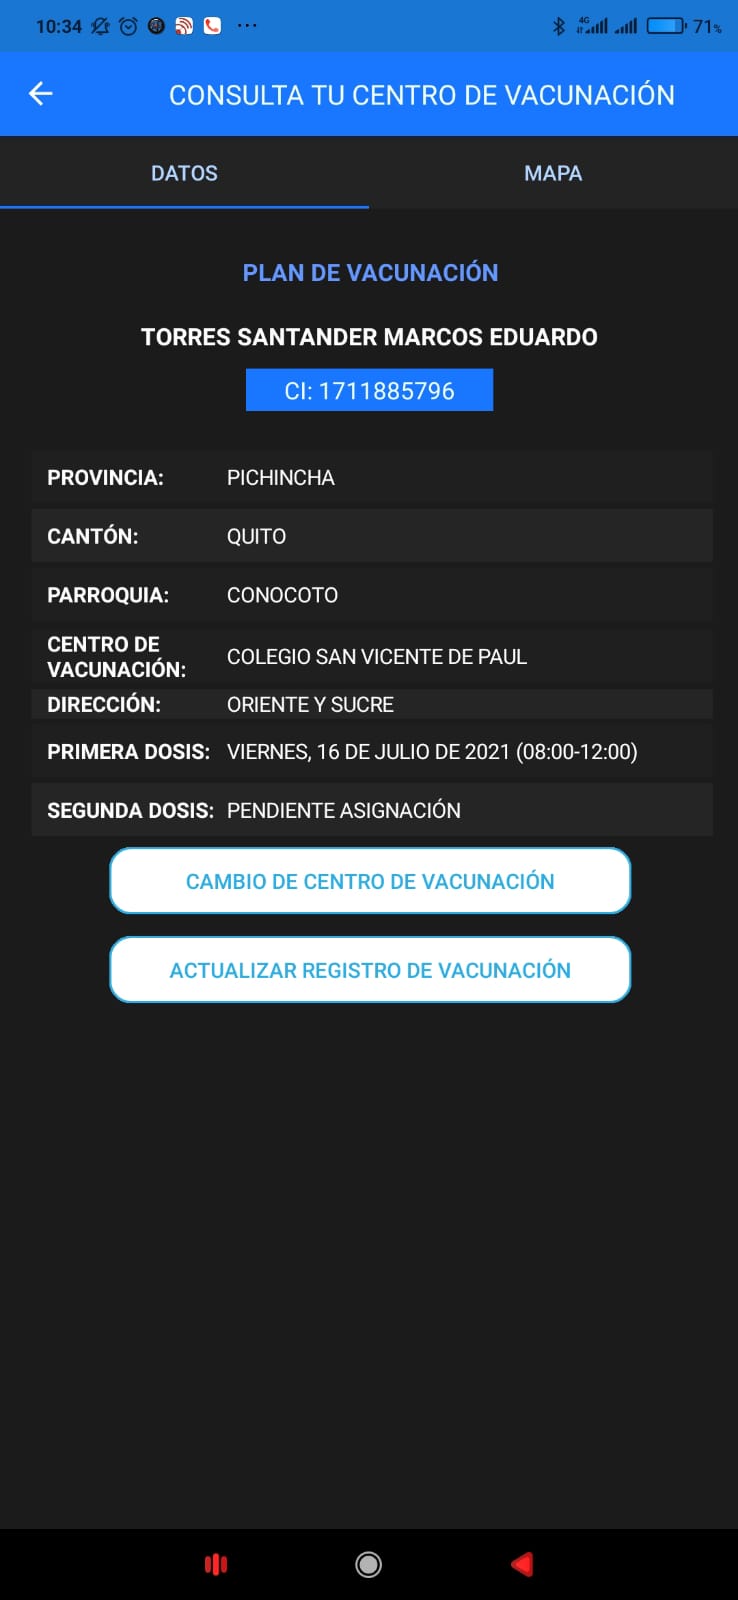 10:34 ... 4G 71%
CONSULTA TU CENTRO DE VACUNACIÓN
DATOS MAPA
PLAN DE VACUNACIÓN
TORRES SANTANDER MARCOS EDUARDO
CI: 1711885796
PROVINCIA: PICHINCHA
CANTÓN: QUITO
PARROQUIA: CONOCOTO
CENTRO DE
VACUNACIÓN: COLEGIO SAN VICENTE DE PAUL
DIRECCIÓN: ORIENTE Y SUCRE
PRIMERA DOSIS: VIERNES, 16 DE JULIO DE 2021 (08:00-12:00)
SEGUNDA DOSIS: PENDIENTE ASIGNACIÓN
CAMBIO DE CENTRO DE VACUNACIÓN
ACTUALIZAR REGISTRO DE VACUNACIÓN